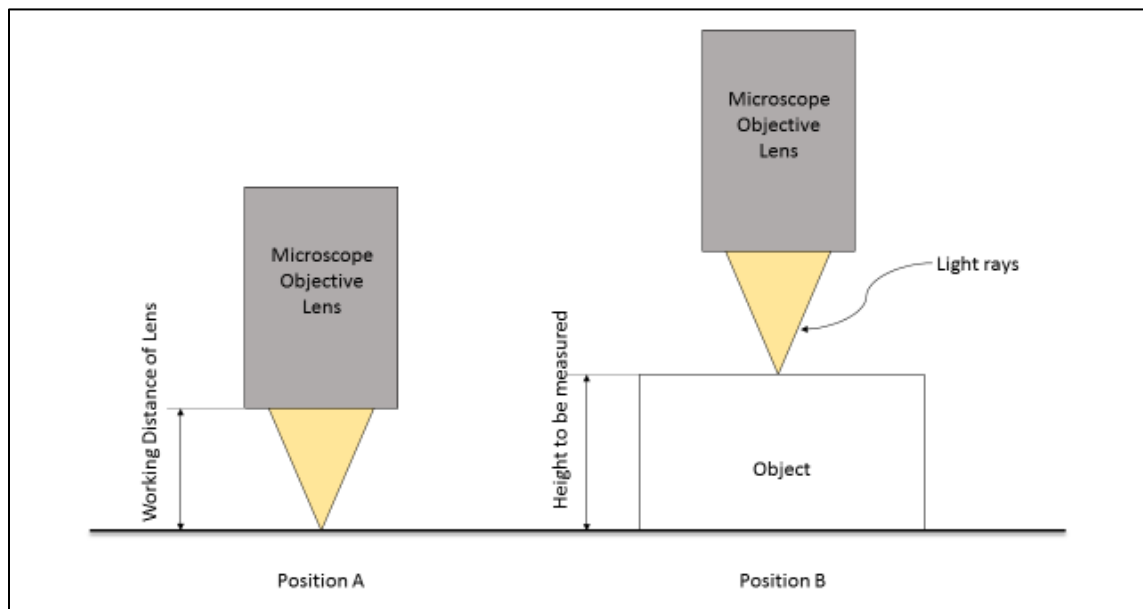 Microscope
Objective
Lens
Microscope
Objective
Lens
Light rays
Working Distance of Lens
Height to be measured
Object
Position A
Position B